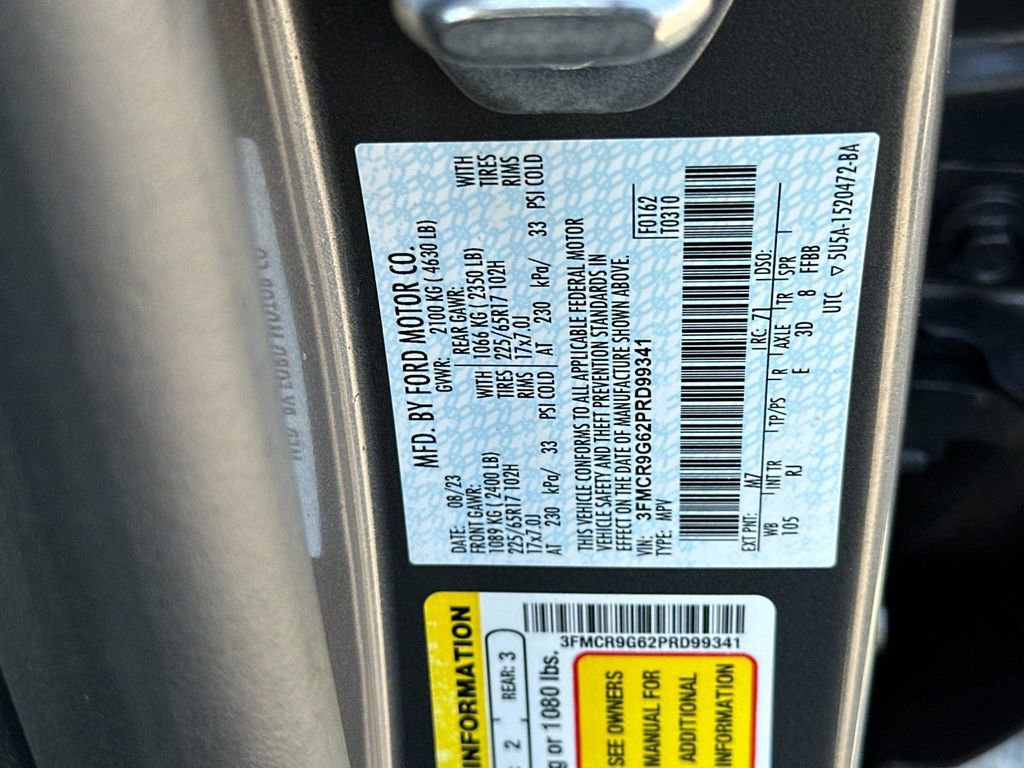 MFD. BY FORD MOTOR CO.
DATE: 08/23 GVWR: 2100 KG ( 4630 LB)
FRONT GAWR: REAR GAWR:
1089 KG ( 2400 LB) WITH 1066 KG ( 2350 LB) WITH
225/65R17 102H TIRES 225/65R17 102H TIRES
17x7.0J RIMS 17x7.0J RIMS
AT 230 kPa/ 33 PSI COLD AT 230 kPa/ 33 PSI COLD
THIS VEHICLE CONFORMS TO ALL APPLICABLE FEDERAL MOTOR
VEHICLE SAFETY AND THEFT PREVENTION STANDARDS IN
EFFECT ON THE DATE OF MANUFACTURE SHOWN ABOVE.
F0162
T0310
VIN: 3FMCR9G62PRD99341
TYPE: MPV
EXT PNT: M7 RC: 71 DSO:
WB INT TR TP/PS R AXLE TR SPR
105 RJ E 3D 8 FFBB
UTC ▽ 5U5A-1520472-BA
INFORMATION
2 REAR: 3
g or 1080 lbs.
3FMCR9G62PRD99341
SEE OWNERS
MANUAL FOR
ADDITIONAL
INFORMATION